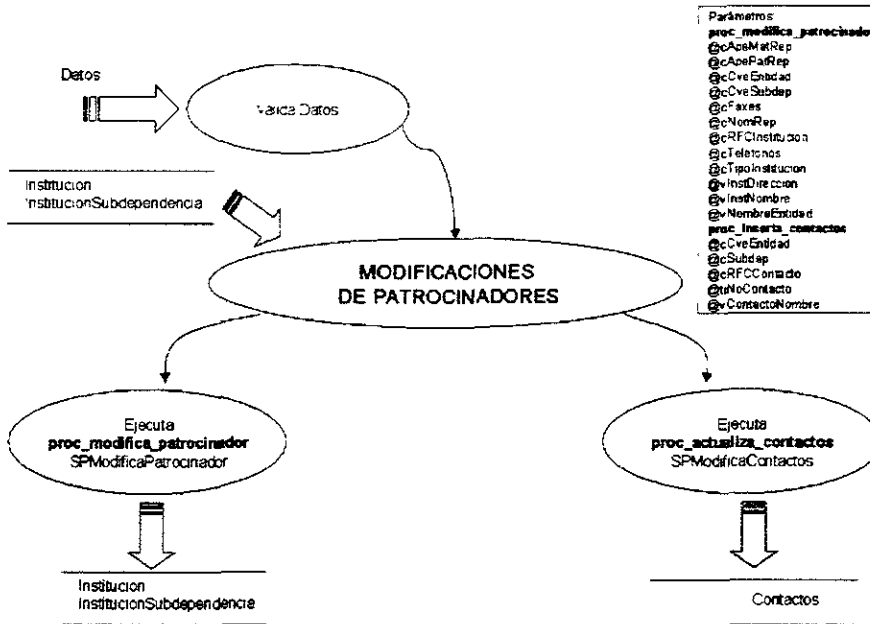 Datos
Valida Datos
Institucion
InstitucionSubdependencia
MODIFICACIONES
DE PATROCINADORES
Ejecuta
proc_modifica_patrocinador
SPModificaPatrocinador
Institucion
InstitucionSubdependencia
Ejecuta
proc_actualiza_contactos
SPModificaContactos
Contactos
Parámetros
proc_modifica_patrocinador
@cApeMatRep
@cApePatRep
@cCveEntidad
@cCveSubdep
@cFaxes
@cNomRep
@cRFCInstitucion
@cTelefonos
@cTipoInstitucion
@vInstDireccion
@vInstNombre
@vNombreEntidad
proc_inserta_contactos
@cCveEntidad
@cSubdep
@cRFCContacto
@tiNoContacto
@vContactoNombre